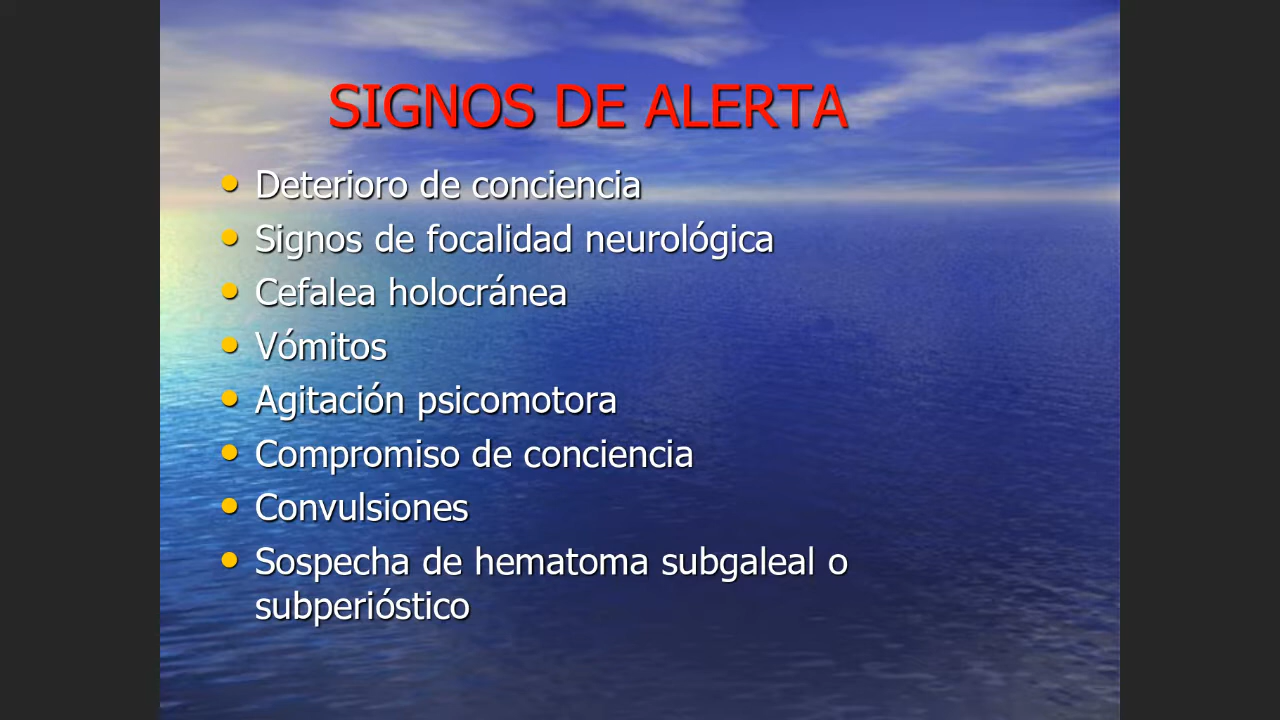 SIGNOS DE ALERTA
• Deterioro de conciencia
• Signos de focalidad neurológica
• Cefalea holocránea
• Vómitos
• Agitación psicomotora
• Compromiso de conciencia
• Convulsiones
• Sospecha de hematoma subgaleal o
subperióstico